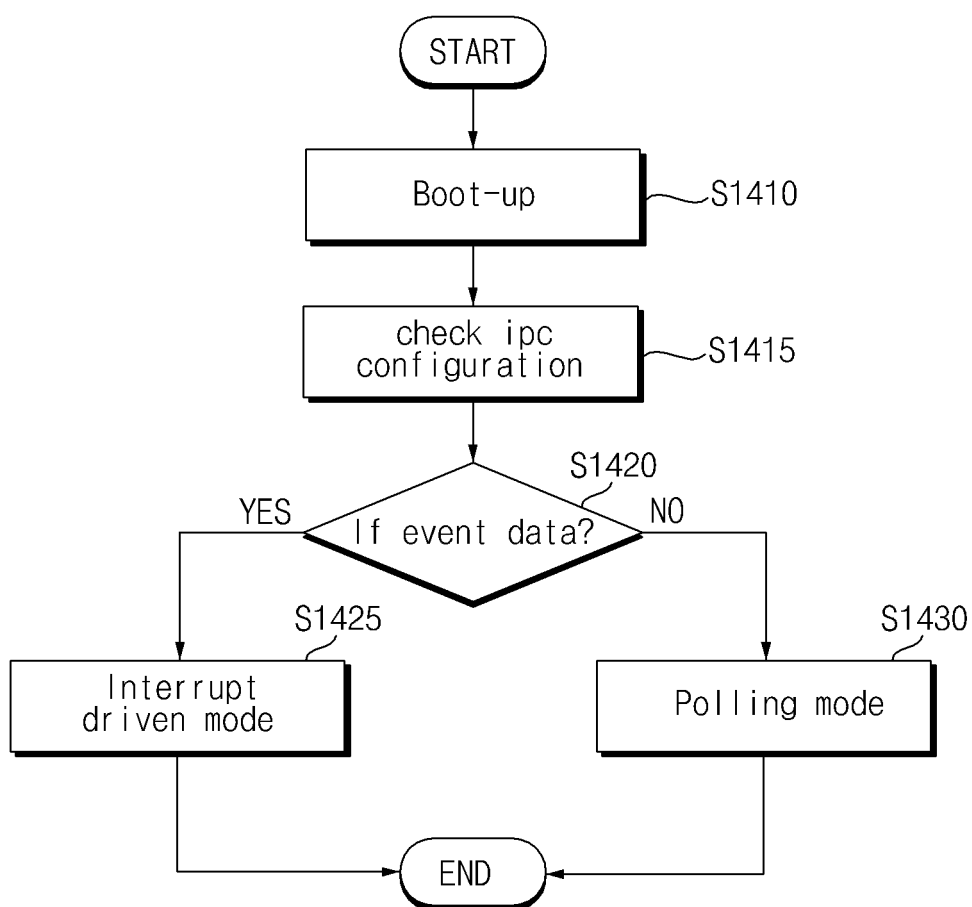 START
Boot-up
S1410
check ipc
configuration
S1415
S1420
YES
If event data?
NO
S1425
S1430
Interrupt
driven mode
Polling mode
END